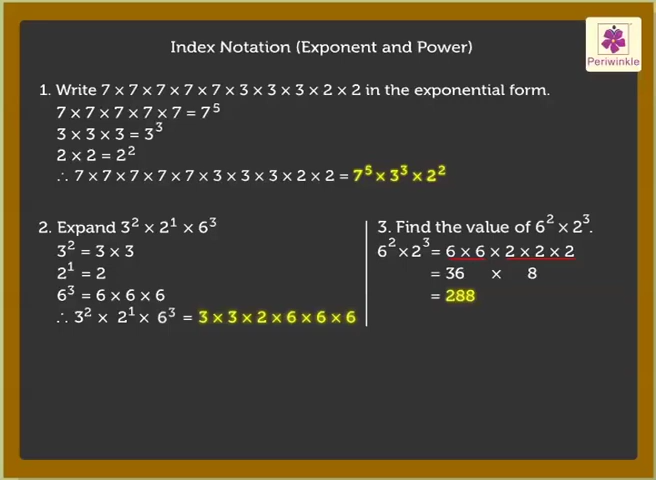 Index Notation (Exponent and Power)
Periwinkle
1. Write 7 × 7 × 7 × 7 × 7 × 3 × 3 × 3 × 2 × 2 in the exponential form.
7 × 7 × 7 × 7 × 7 = 7⁵
3 × 3 × 3 = 3³
2 × 2 = 2²
∴ 7 × 7 × 7 × 7 × 7 × 3 × 3 × 3 × 2 × 2 = 7⁵ × 3³ × 2²
2. Expand 3² × 2¹ × 6³
3² = 3 × 3
2¹ = 2
6³ = 6 × 6 × 6
∴ 3² × 2¹ × 6³ = 3 × 3 × 2 × 6 × 6 × 6
3. Find the value of 6² × 2³.
6² × 2³ = 6 × 6 × 2 × 2 × 2
= 36 × 8
= 288